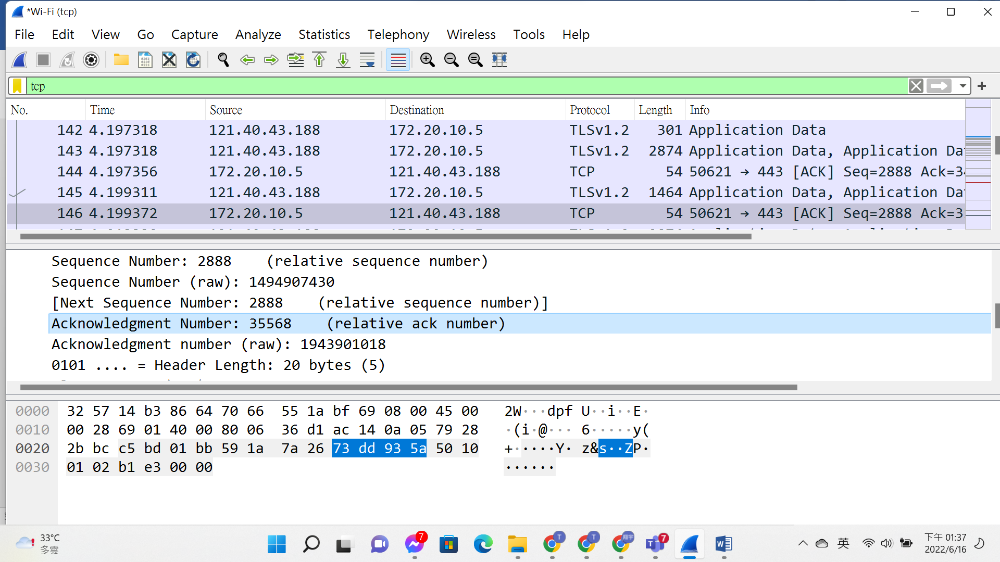 *Wi-Fi (tcp)
File Edit View Go Capture Analyze Statistics Telephony Wireless Tools Help
tcp
No. Time Source Destination Protocol Length Info
142 4.197318 121.40.43.188 172.20.10.5 TLSv1.2 301 Application Data
143 4.197318 121.40.43.188 172.20.10.5 TLSv1.2 2874 Application Data, Application Da
144 4.197356 172.20.10.5 121.40.43.188 TCP 54 50621 → 443 [ACK] Seq=2888 Ack=34
145 4.199311 121.40.43.188 172.20.10.5 TLSv1.2 1464 Application Data, Application Da
146 4.199372 172.20.10.5 121.40.43.188 TCP 54 50621 → 443 [ACK] Seq=2888 Ack=3
Sequence Number: 2888 (relative sequence number)
Sequence Number (raw): 1494907430
[Next Sequence Number: 2888 (relative sequence number)]
Acknowledgment Number: 35568 (relative ack number)
Acknowledgment number (raw): 1943901018
0101 .... = Header Length: 20 bytes (5)
0000 32 57 14 b3 86 64 70 66 55 1a bf 69 08 00 45 00 2W···dpf U··i··E·
0010 00 28 69 01 40 00 80 06 36 d1 ac 14 0a 05 79 28 ·(i·@··· 6·····y(
0020 2b bc c5 bd 01 bb 59 1a 7a 26 73 dd 93 5a 50 10 +·····Y· z&s··ZP·
0030 01 02 b1 e3 00 00 ······
33°C
多雲
7
T
T
翔宇
T
7
W
英
下午 01:37
2022/6/16